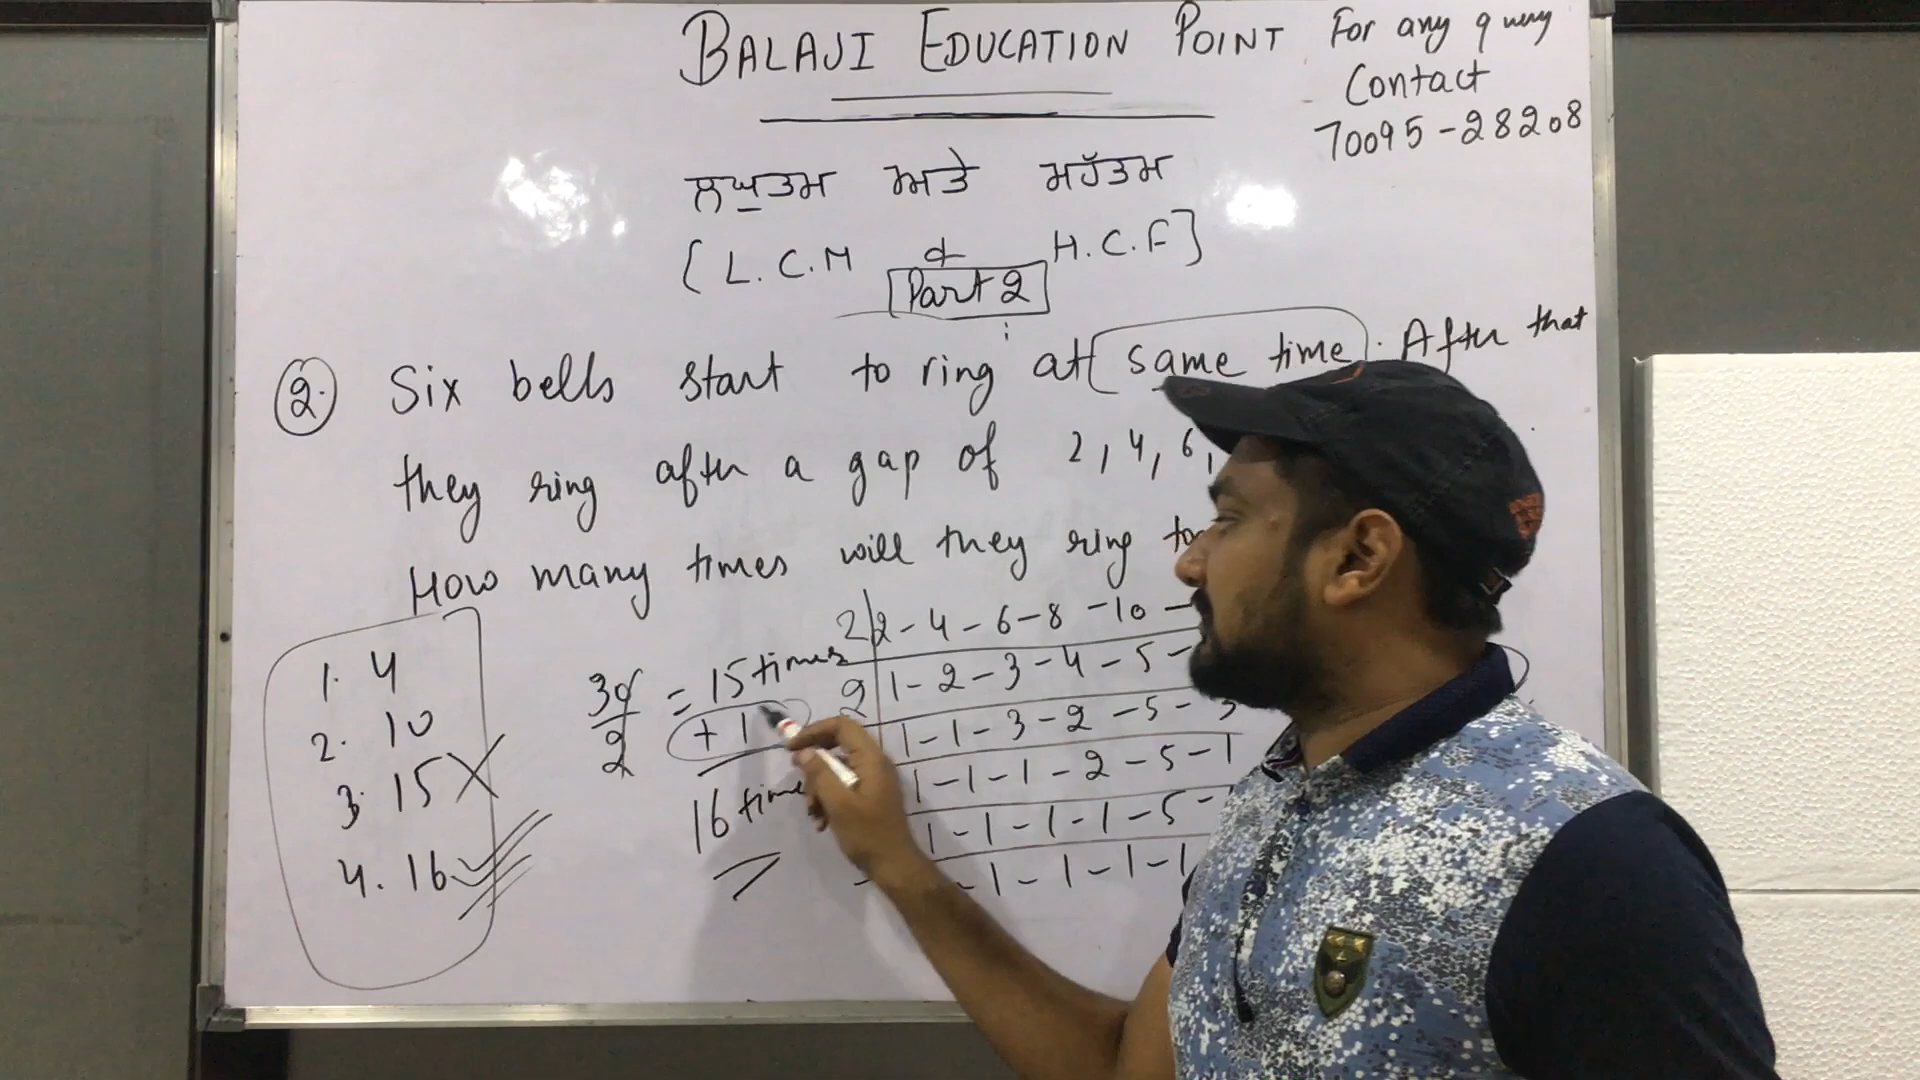 BALAJI EDUCATION POINT
For any query
Contact
70095-28208
ਲਘੁਤਮ ਅਤੇ ਮਹੱਤਮ
[L.C.M & H.C.F]
Part 2
2. Six bells start to ring at same time. After that
they ring after a gap of 2, 4, 6,
How many times will they ring
1. 4
2. 10
3. 15
4. 16
30/2 = 15 times
+ 1
16 time
2 | 2 - 4 - 6 - 8 - 10 -
2 | 1 - 2 - 3 - 4 - 5 -
1 - 1 - 3 - 2 - 5 - 3
1 - 1 - 1 - 2 - 5 - 1
1 - 1 - 1 - 1 - 5 -
- 1 - 1 - 1 - 1